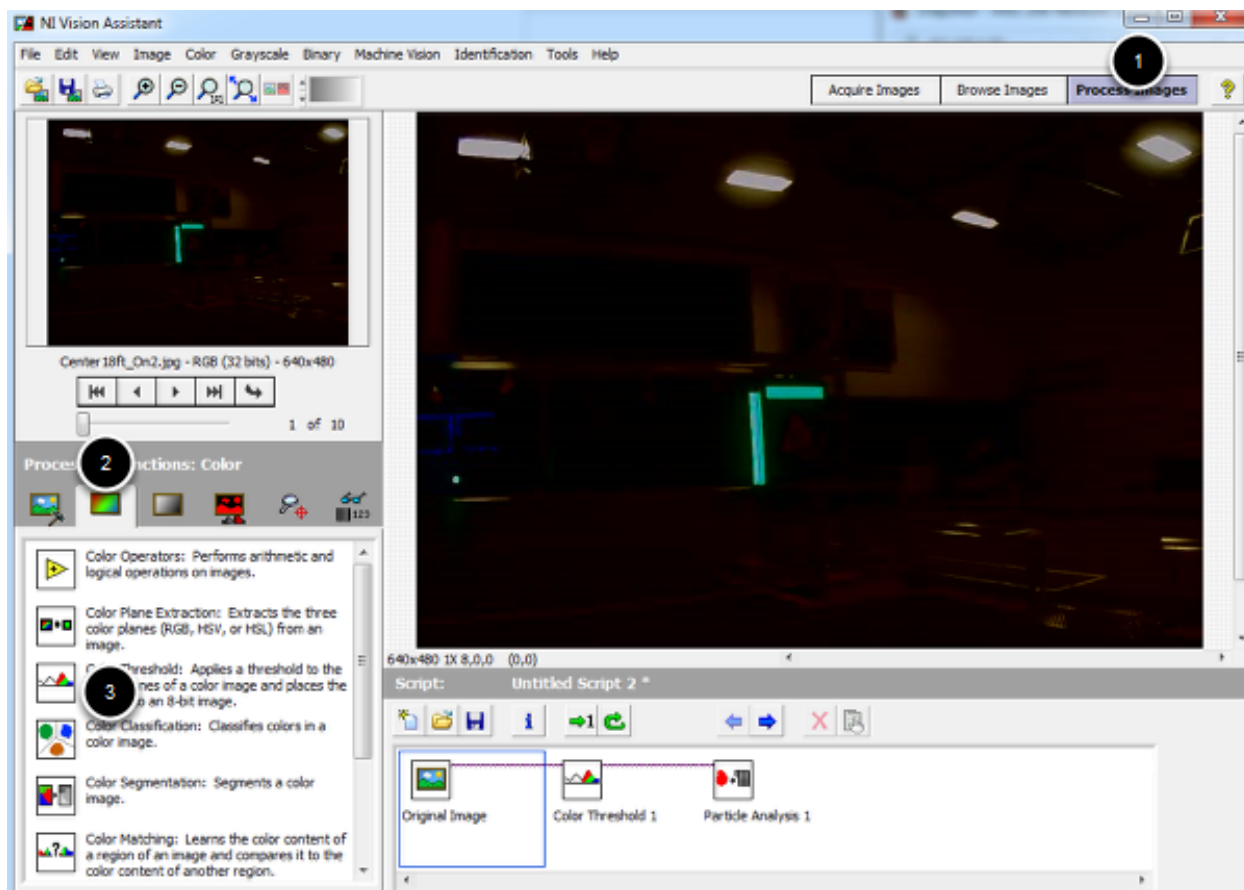 NI Vision Assistant
File Edit View Image Color Grayscale Binary Machine Vision Identification Tools Help
1
Acquire Images Browse Images Process Images
Center18ft_On2.jpg - RGB (32 bits) - 640x480
1 of 10
2
Proces nctions: Color
123
Color Operators: Performs arithmetic and
logical operations on images.
Color Plane Extraction: Extracts the three
color planes (RGB, HSV, or HSL) from an
image.
Threshold: Applies a threshold to the
nes of a color image and places the
3
o an 8-bit image.
Color Classification: Classifies colors in a
color image.
Color Segmentation: Segments a color
image.
Color Matching: Learns the color content of
a region of an image and compares it to the
color content of another region.
640x480 1X 8,0,0 (0,0)
Script: Untitled Script 2 *
1
Original Image Color Threshold 1 Particle Analysis 1